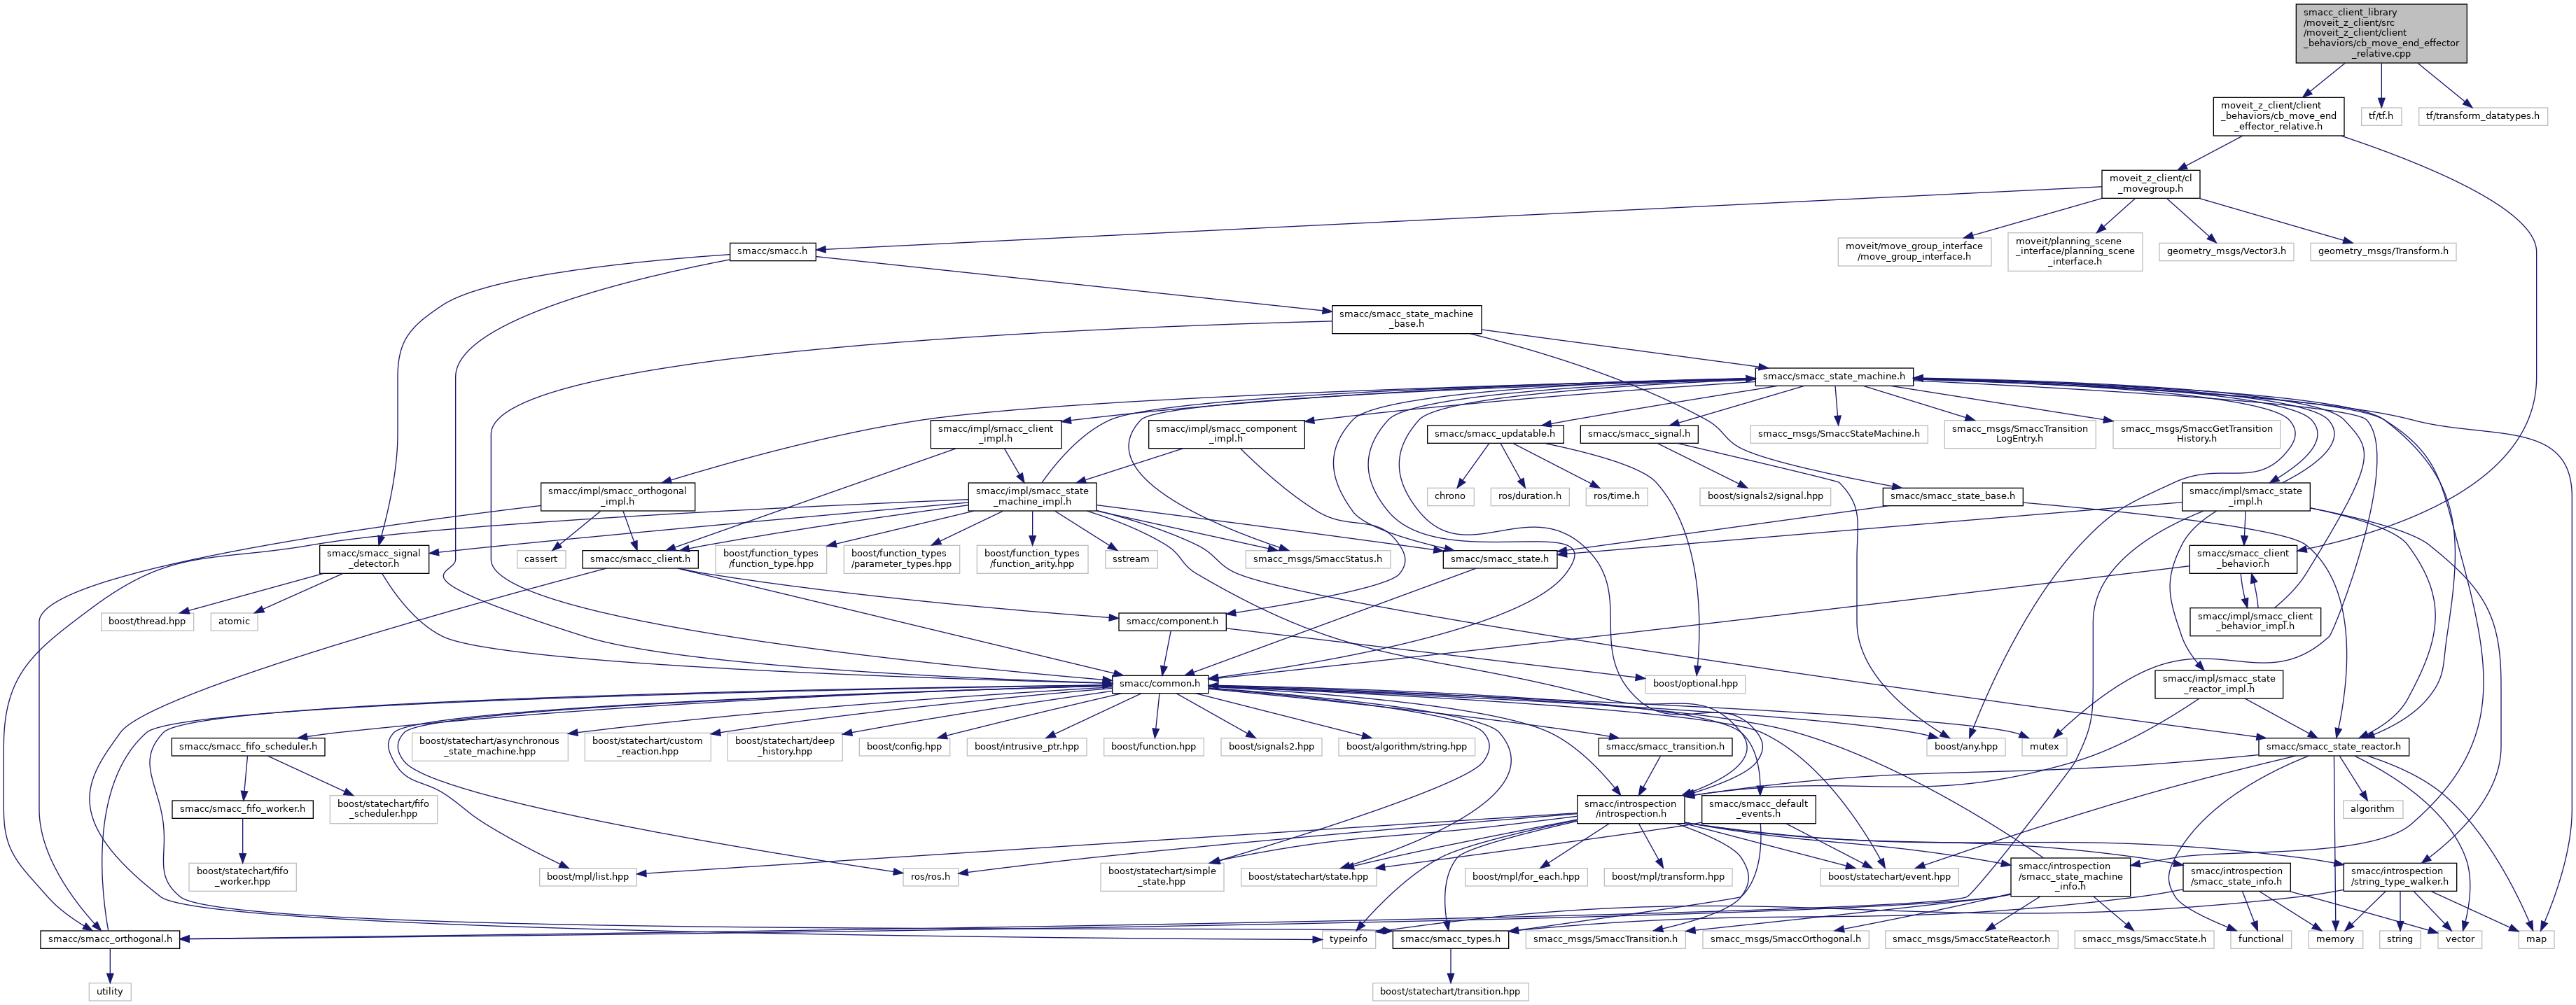 smacc_client_library
/moveit_z_client/src
/moveit_z_client/client
_behaviors/cb_move_end_effector
_relative.cpp
moveit_z_client/client
_behaviors/cb_move_end
_effector_relative.h
tf/tf.h
tf/transform_datatypes.h
moveit_z_client/cl
_movegroup.h
smacc/smacc.h
moveit/move_group_interface
/move_group_interface.h
moveit/planning_scene
_interface/planning_scene
_interface.h
geometry_msgs/Vector3.h
geometry_msgs/Transform.h
smacc/smacc_state_machine
_base.h
smacc/smacc_state_machine.h
smacc/impl/smacc_client
_impl.h
smacc/impl/smacc_component
_impl.h
smacc/smacc_updatable.h
smacc/smacc_signal.h
smacc_msgs/SmaccStateMachine.h
smacc_msgs/SmaccTransition
LogEntry.h
smacc_msgs/SmaccGetTransition
History.h
smacc/impl/smacc_orthogonal
_impl.h
smacc/impl/smacc_state
_machine_impl.h
chrono
ros/duration.h
ros/time.h
boost/signals2/signal.hpp
smacc/smacc_state_base.h
smacc/impl/smacc_state
_impl.h
smacc/smacc_signal
_detector.h
cassert
smacc/smacc_client.h
boost/function_types
/function_type.hpp
boost/function_types
/parameter_types.hpp
boost/function_types
/function_arity.hpp
sstream
smacc_msgs/SmaccStatus.h
smacc/smacc_state.h
smacc/smacc_client
_behavior.h
boost/thread.hpp
atomic
smacc/component.h
smacc/impl/smacc_client
_behavior_impl.h
smacc/common.h
boost/optional.hpp
smacc/impl/smacc_state
_reactor_impl.h
smacc/smacc_fifo_scheduler.h
boost/statechart/asynchronous
_state_machine.hpp
boost/statechart/custom
_reaction.hpp
boost/statechart/deep
_history.hpp
boost/config.hpp
boost/intrusive_ptr.hpp
boost/function.hpp
boost/signals2.hpp
boost/algorithm/string.hpp
smacc/smacc_transition.h
boost/any.hpp
mutex
smacc/smacc_state_reactor.h
smacc/smacc_fifo_worker.h
boost/statechart/fifo
_scheduler.hpp
smacc/introspection
/introspection.h
smacc/smacc_default
_events.h
algorithm
boost/statechart/fifo
_worker.hpp
boost/mpl/list.hpp
ros/ros.h
boost/statechart/simple
_state.hpp
boost/statechart/state.hpp
boost/mpl/for_each.hpp
boost/mpl/transform.hpp
boost/statechart/event.hpp
smacc/introspection
/smacc_state_machine
_info.h
smacc/introspection
/smacc_state_info.h
smacc/introspection
/string_type_walker.h
smacc/smacc_orthogonal.h
typeinfo
smacc/smacc_types.h
smacc_msgs/SmaccTransition.h
smacc_msgs/SmaccOrthogonal.h
smacc_msgs/SmaccStateReactor.h
smacc_msgs/SmaccState.h
functional
memory
string
vector
map
utility
boost/statechart/transition.hpp